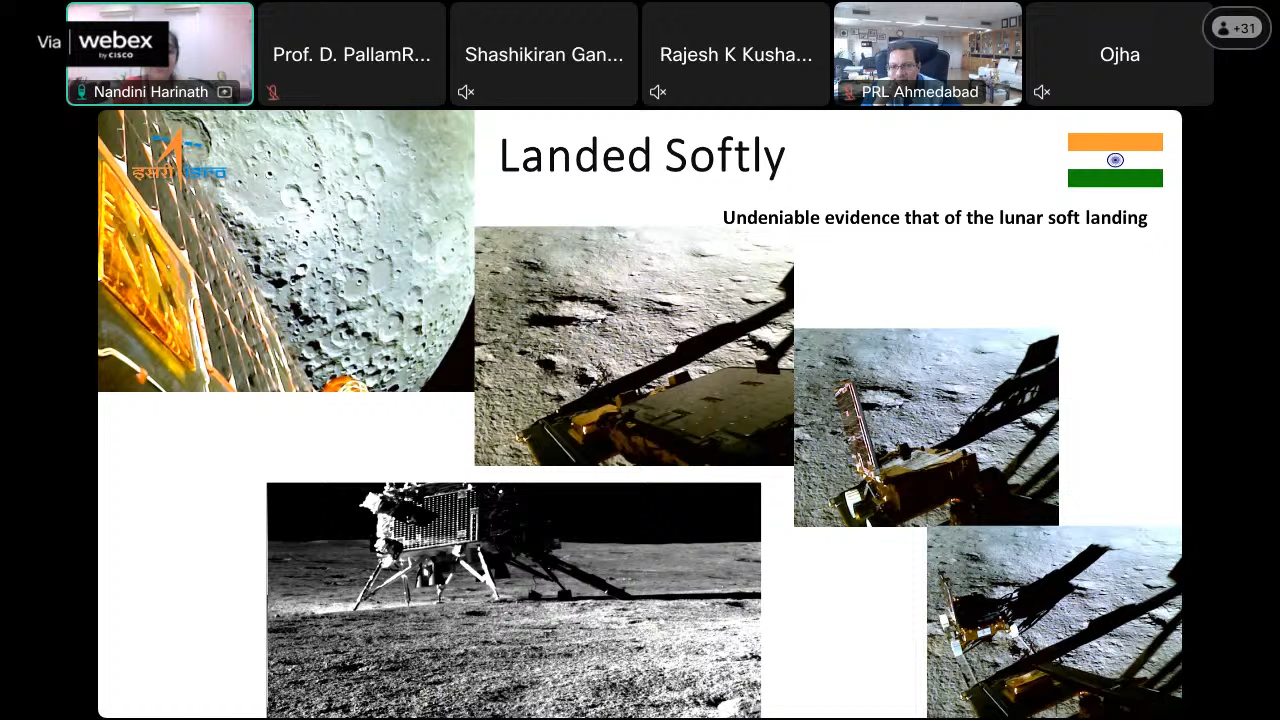 Via webex
by CISCO
Nandini Harinath
Prof. D. PallamR...
Shashikiran Gan...
Rajesh K Kusha...
PRL Ahmedabad
Ojha
+31
इसरो isro
Landed Softly
Undeniable evidence that of the lunar soft landing